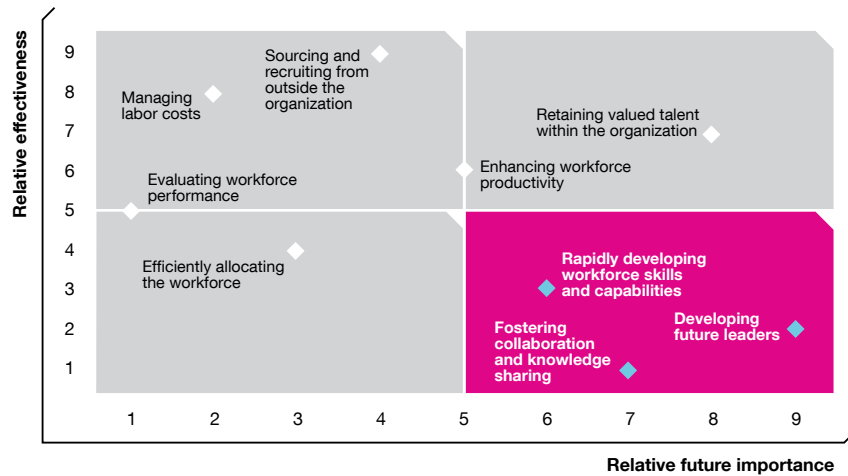 Relative effectiveness
9
8
7
6
5
4
3
2
1
Sourcing and
recruiting from
outside the
organization
Managing
labor costs
Retaining valued talent
within the organization
Evaluating workforce
performance
Enhancing workforce
productivity
Efficiently allocating
the workforce
Rapidly developing
workforce skills
and capabilities
Developing
future leaders
Fostering
collaboration
and knowledge
sharing
1 2 3 4 5 6 7 8 9
Relative future importance